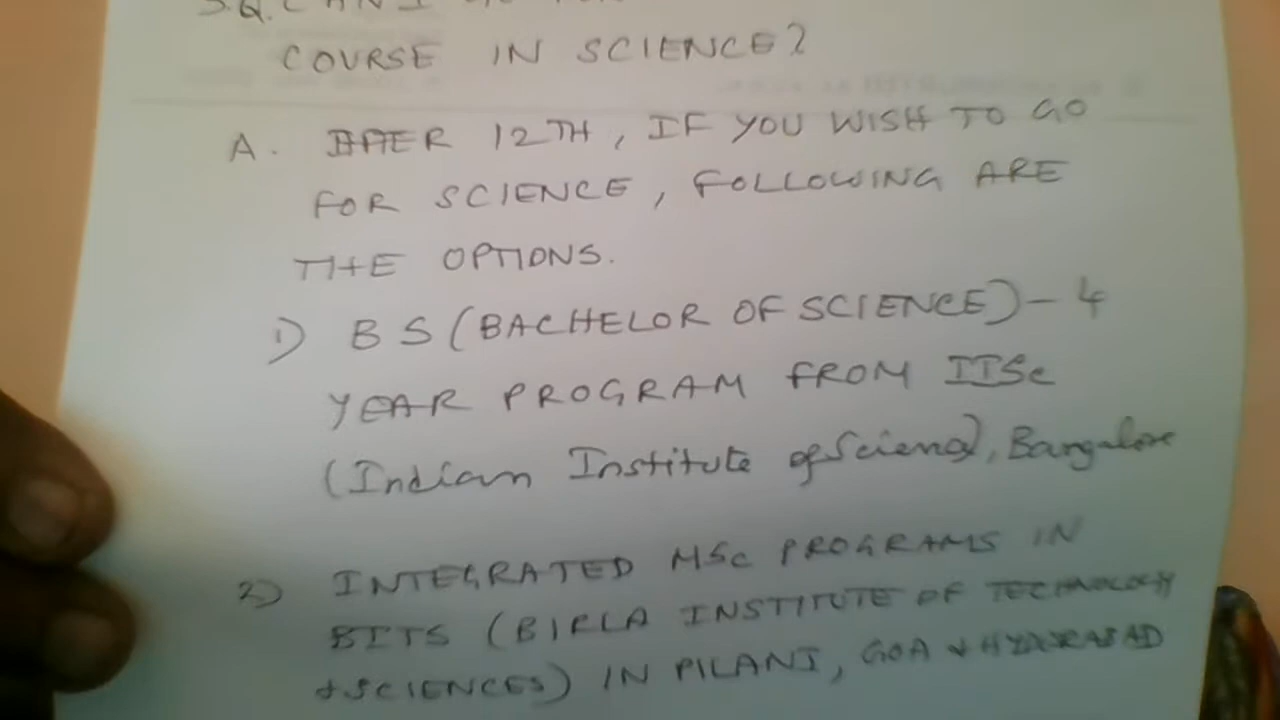 COURSE IN SCIENCE?
A. AFTER 12TH, IF YOU WISH TO GO
FOR SCIENCE, FOLLOWING ARE
THE OPTIONS.
1) BS (BACHELOR OF SCIENCE) - 4
YEAR PROGRAM FROM IISc
(Indian Institute of Science), Bangalore
2) INTEGRATED MSc PROGRAMS IN
BITS (BIRLA INSTITUTE OF TECHNOLOGY
& SCIENCES) IN PILANI, GOA & HYDERABAD